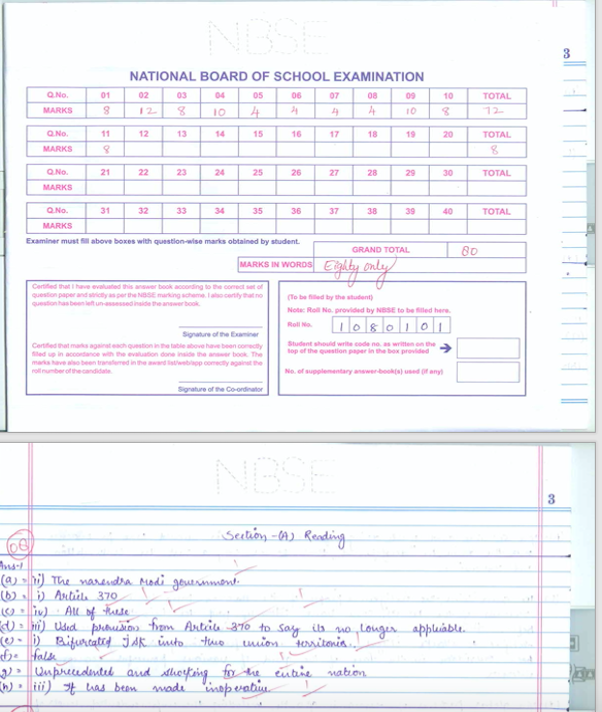 NBSE
3
NATIONAL BOARD OF SCHOOL EXAMINATION
Q.No. 01 02 03 04 05 06 07 08 09 10 TOTAL
MARKS 8 12 8 10 4 4 4 4 10 8 72
Q.No. 11 12 13 14 15 16 17 18 19 20 TOTAL
MARKS 8 8
Q.No. 21 22 23 24 25 26 27 28 29 30 TOTAL
MARKS
Q.No. 31 32 33 34 35 36 37 38 39 40 TOTAL
MARKS
Examiner must fill above boxes with question-wise marks obtained by student.
GRAND TOTAL 80
MARKS IN WORDS Eighty only
Certified that I have evaluated this answer book according to the correct set of
question paper and strictly as per the NBSE marking scheme. I also certify that no
question has been left un-assessed inside the answer book.
Signature of the Examiner
Certified that marks against each question in the table above have been correctly
filled up in accordance with the evaluation done inside the answer book. The
marks have also been transferred in the award list/web/app correctly against the
roll number of the candidate.
Signature of the Co-ordinator
(To be filled by the student)
Note: Roll No. provided by NBSE to be filled here.
Roll No. 1 0 8 0 1 0 1
Student should write code no. as written on the
top of the question paper in the box provided
No. of supplementary answer-book(s) used (if any)
NBSE
3
Section-(A) Reading
08
Ans-1
(a) = ii) The narendra Modi government.
(b) = i) Article 370
(c) = iv) All of these
(d) = iii) Used provision from Article 370 to say its no longer appliable.
(e) = i) Bifurcated J&K into two union territories.
(f) = false
(g) = Unprecedented and shocking for the entire nation
(h) = iii) It has been made inoperative